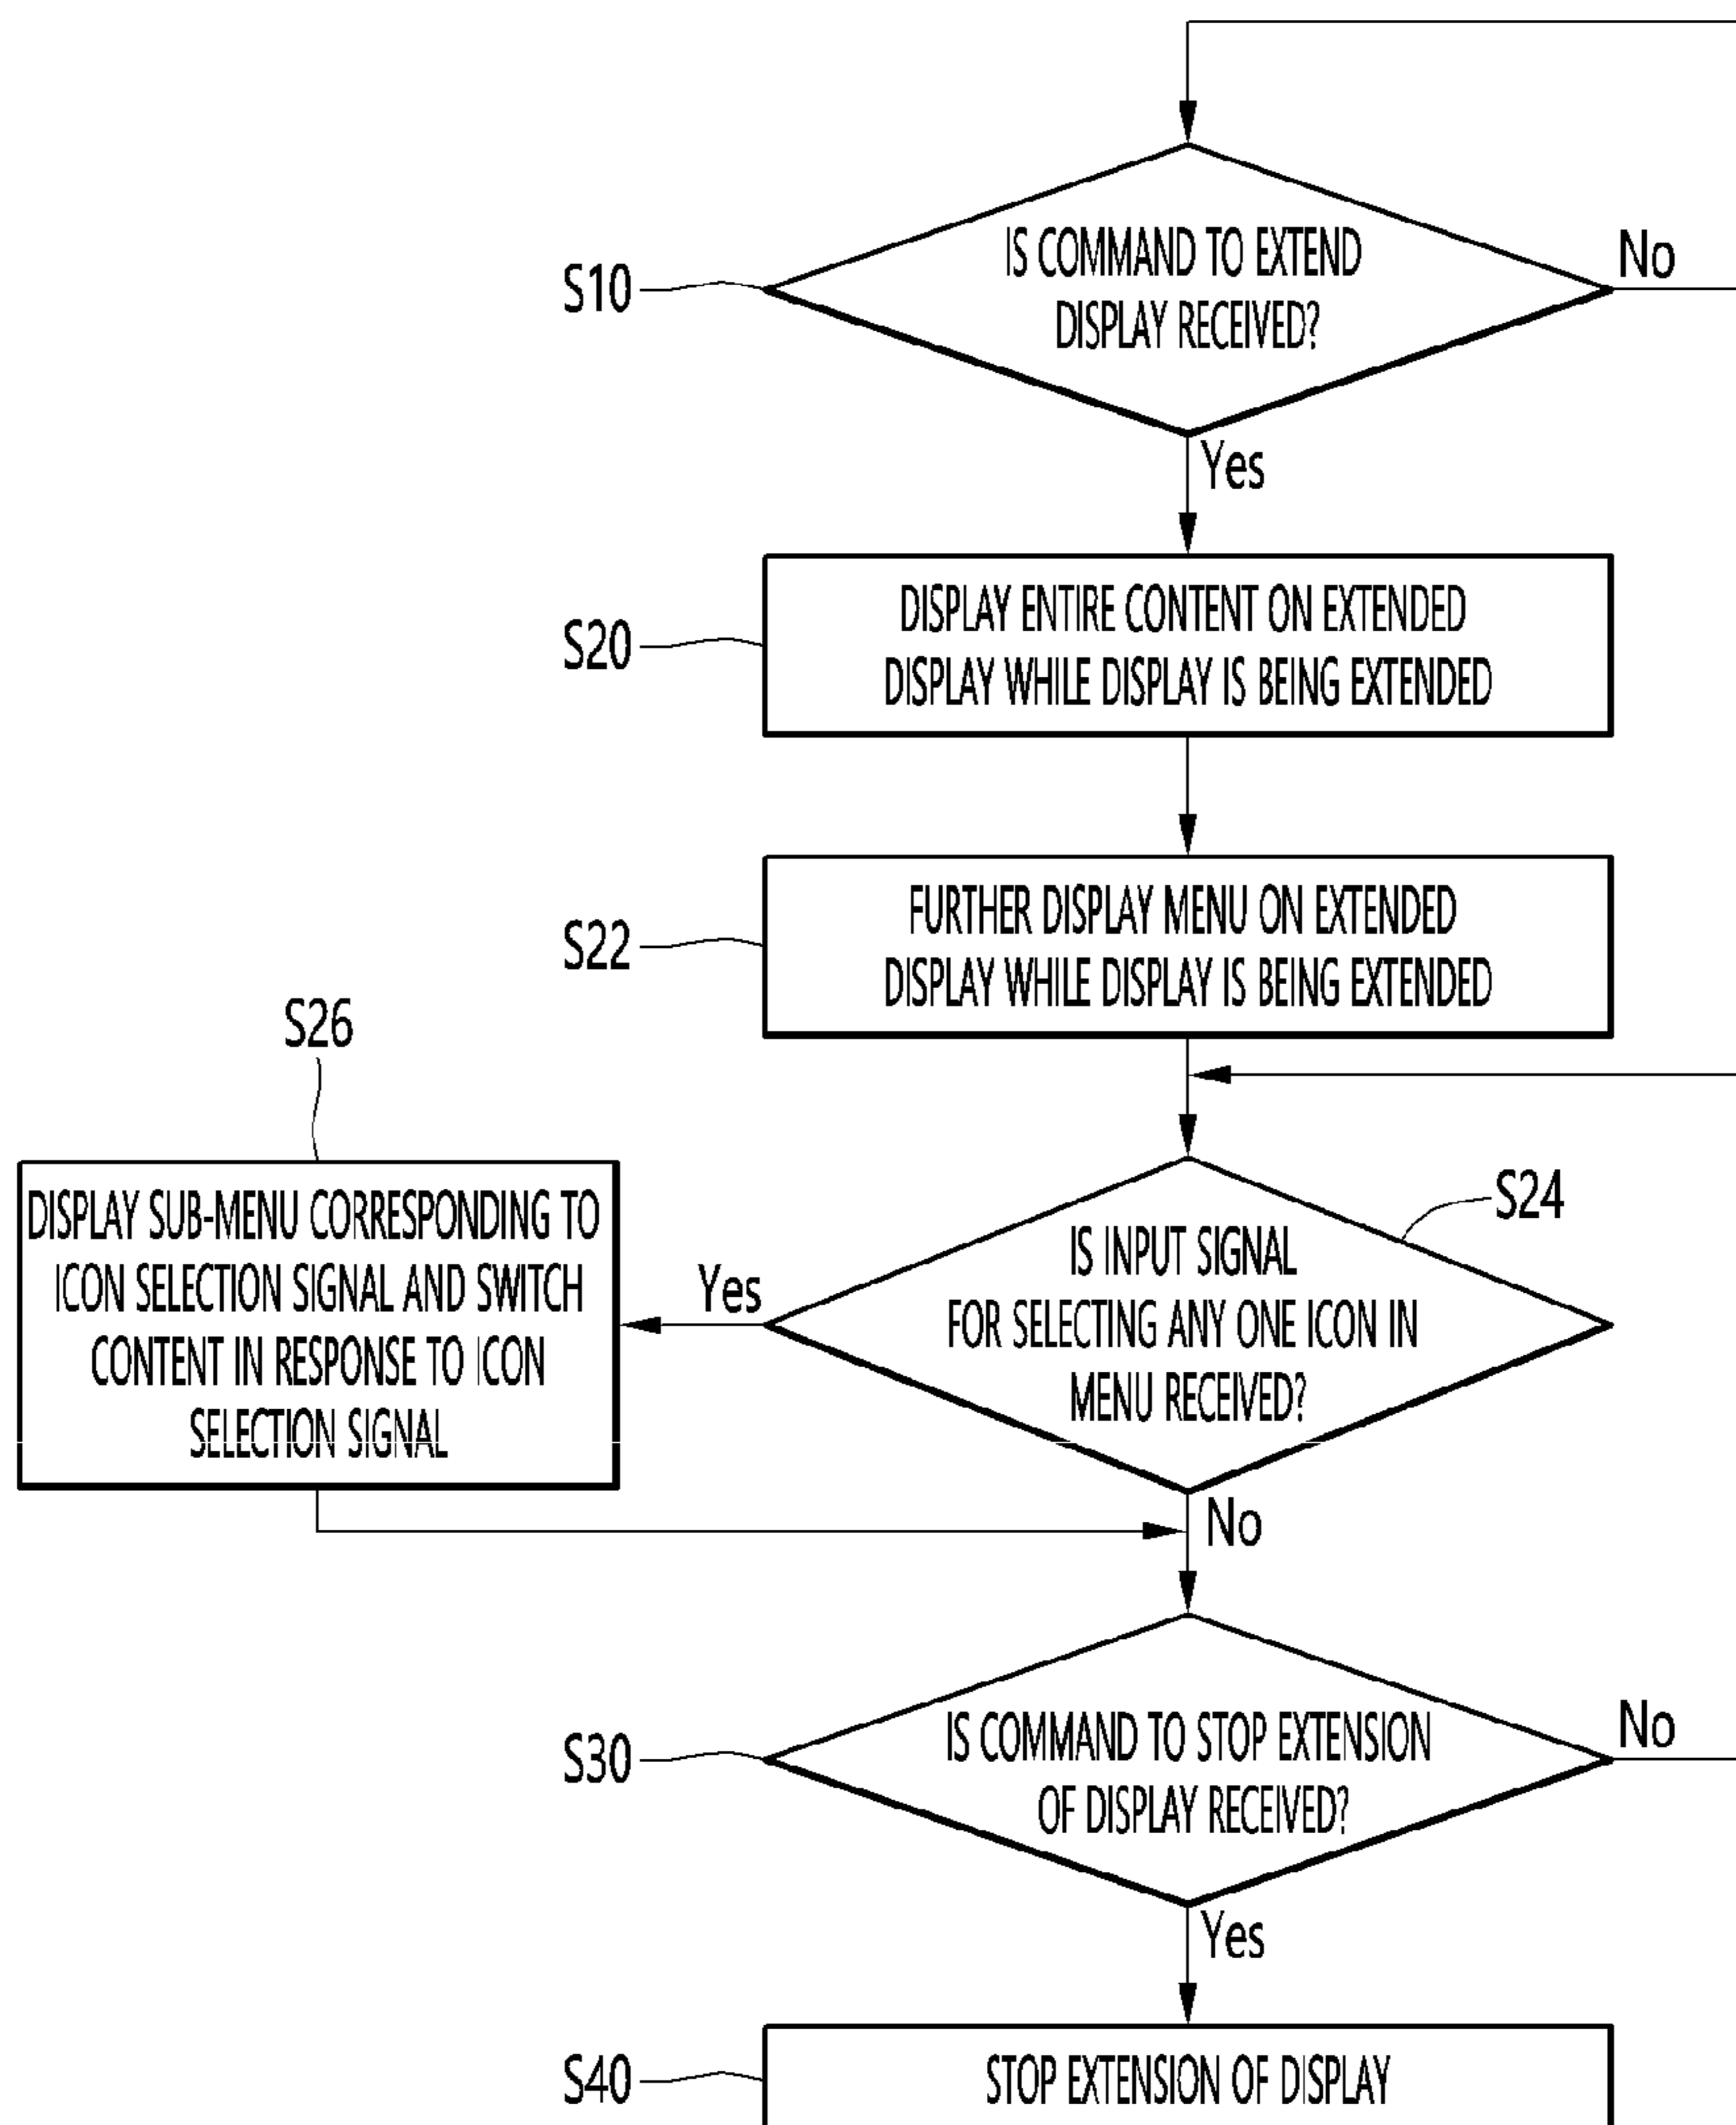 S10
IS COMMAND TO EXTEND
DISPLAY RECEIVED?
No
Yes
S20
DISPLAY ENTIRE CONTENT ON EXTENDED
DISPLAY WHILE DISPLAY IS BEING EXTENDED
S22
FURTHER DISPLAY MENU ON EXTENDED
DISPLAY WHILE DISPLAY IS BEING EXTENDED
S24
IS INPUT SIGNAL
FOR SELECTING ANY ONE ICON IN
MENU RECEIVED?
Yes
S26
DISPLAY SUB-MENU CORRESPONDING TO
ICON SELECTION SIGNAL AND SWITCH
CONTENT IN RESPONSE TO ICON
SELECTION SIGNAL
No
S30
IS COMMAND TO STOP EXTENSION
OF DISPLAY RECEIVED?
No
Yes
S40
STOP EXTENSION OF DISPLAY